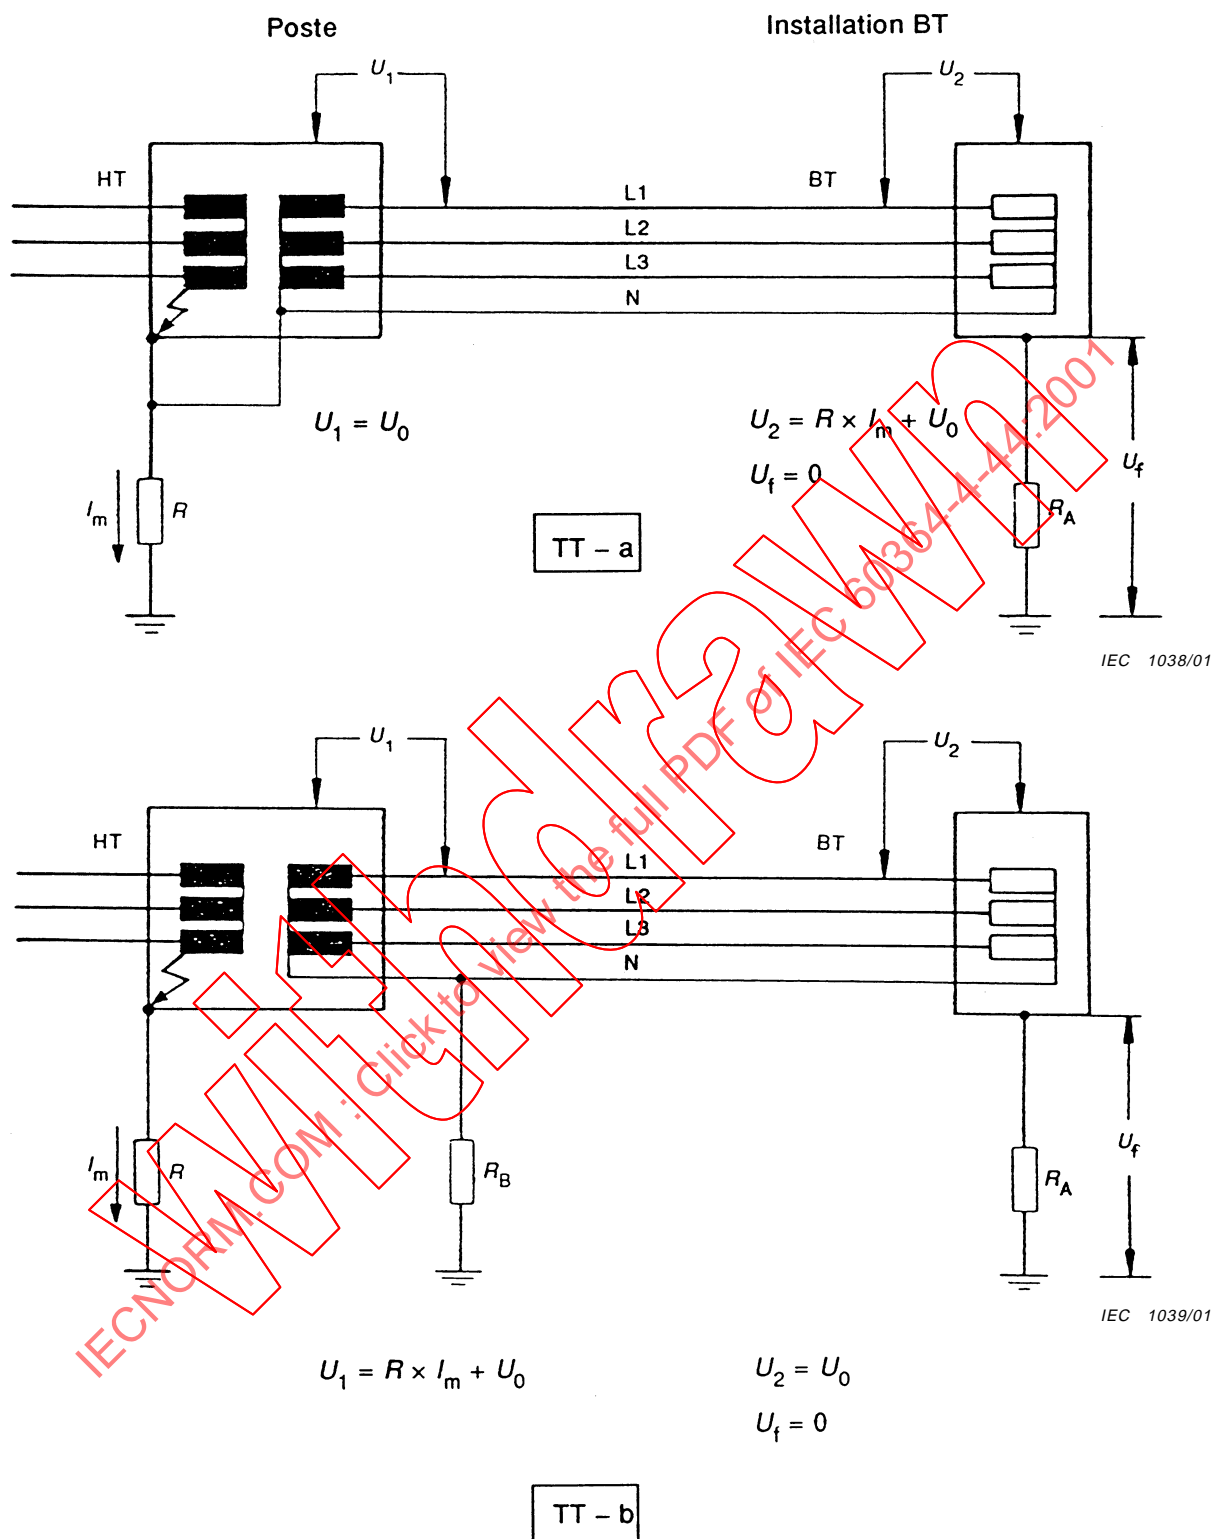 Poste
Installation BT
U1
U2
HT
BT
L1
L2
L3
N
U1 = U0
U2 = R × Im + U0
Uf = 0
Uf
Im
R
RA
TT – a
IEC 1038/01
U1
U2
HT
BT
L1
L2
L3
N
Im
R
RB
RA
Uf
IEC 1039/01
U1 = R × Im + U0
U2 = U0
Uf = 0
TT – b
Withdrawn
IECNORM.COM : Click to view the full PDF of IEC 60364-4-44:2001